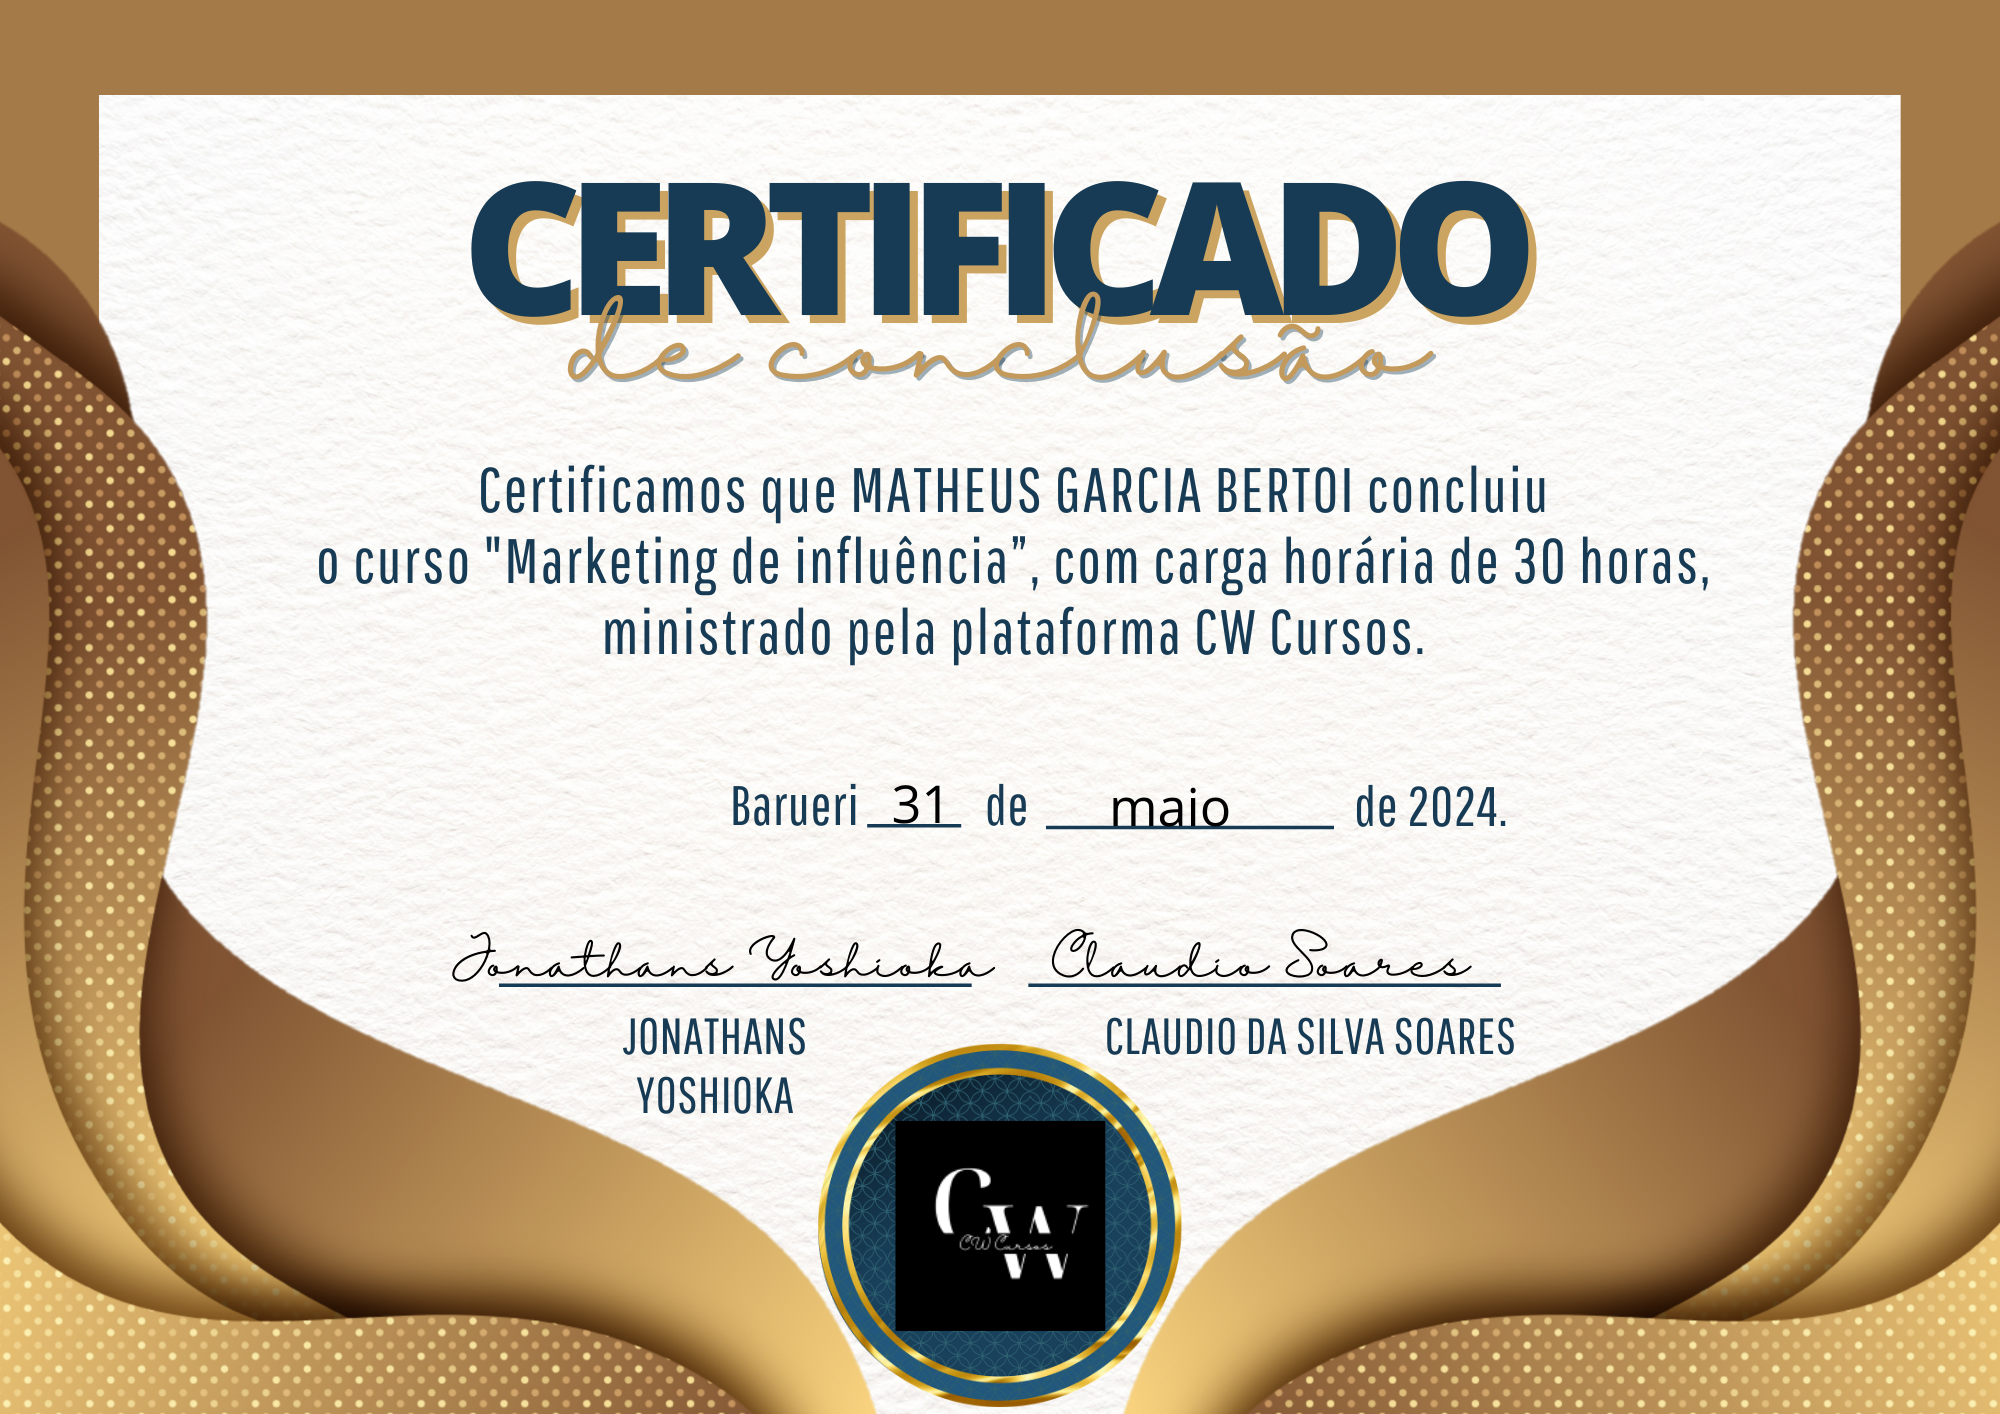 CERTIFICADO
de conclusão
Certificamos que MATHEUS GARCIA BERTOI concluiu
o curso "Marketing de influência”, com carga horária de 30 horas,
ministrado pela plataforma CW Cursos.
Barueri 31 de maio de 2024.
Jonathans Yoshioka Claudio Soares
JONATHANS YOSHIOKA
CLAUDIO DA SILVA SOARES
CW
CW Cursos